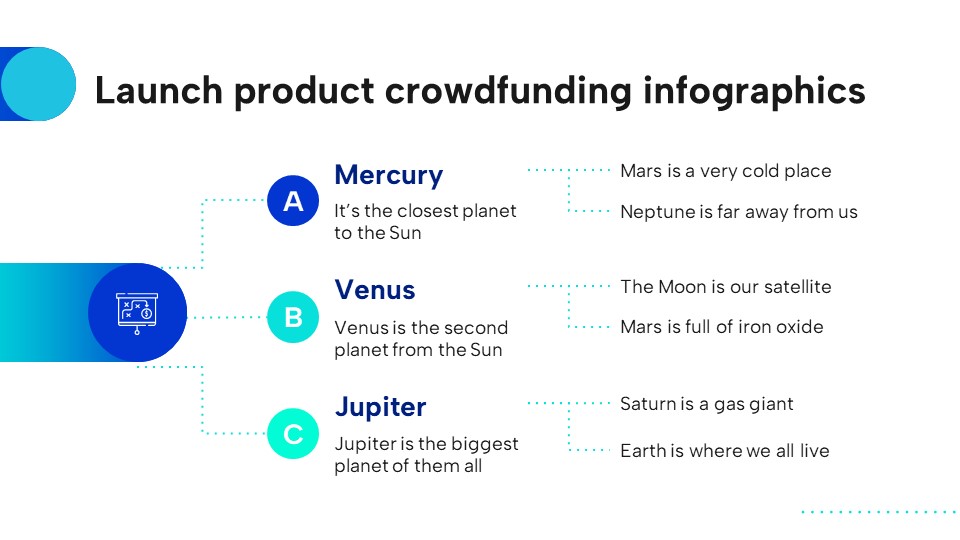 Launch product crowdfunding infographics
A
Mercury
It's the closest planet
to the Sun
Mars is a very cold place
Neptune is far away from us
B
Venus
Venus is the second
planet from the Sun
The Moon is our satellite
Mars is full of iron oxide
C
Jupiter
Jupiter is the biggest
planet of them all
Saturn is a gas giant
Earth is where we all live